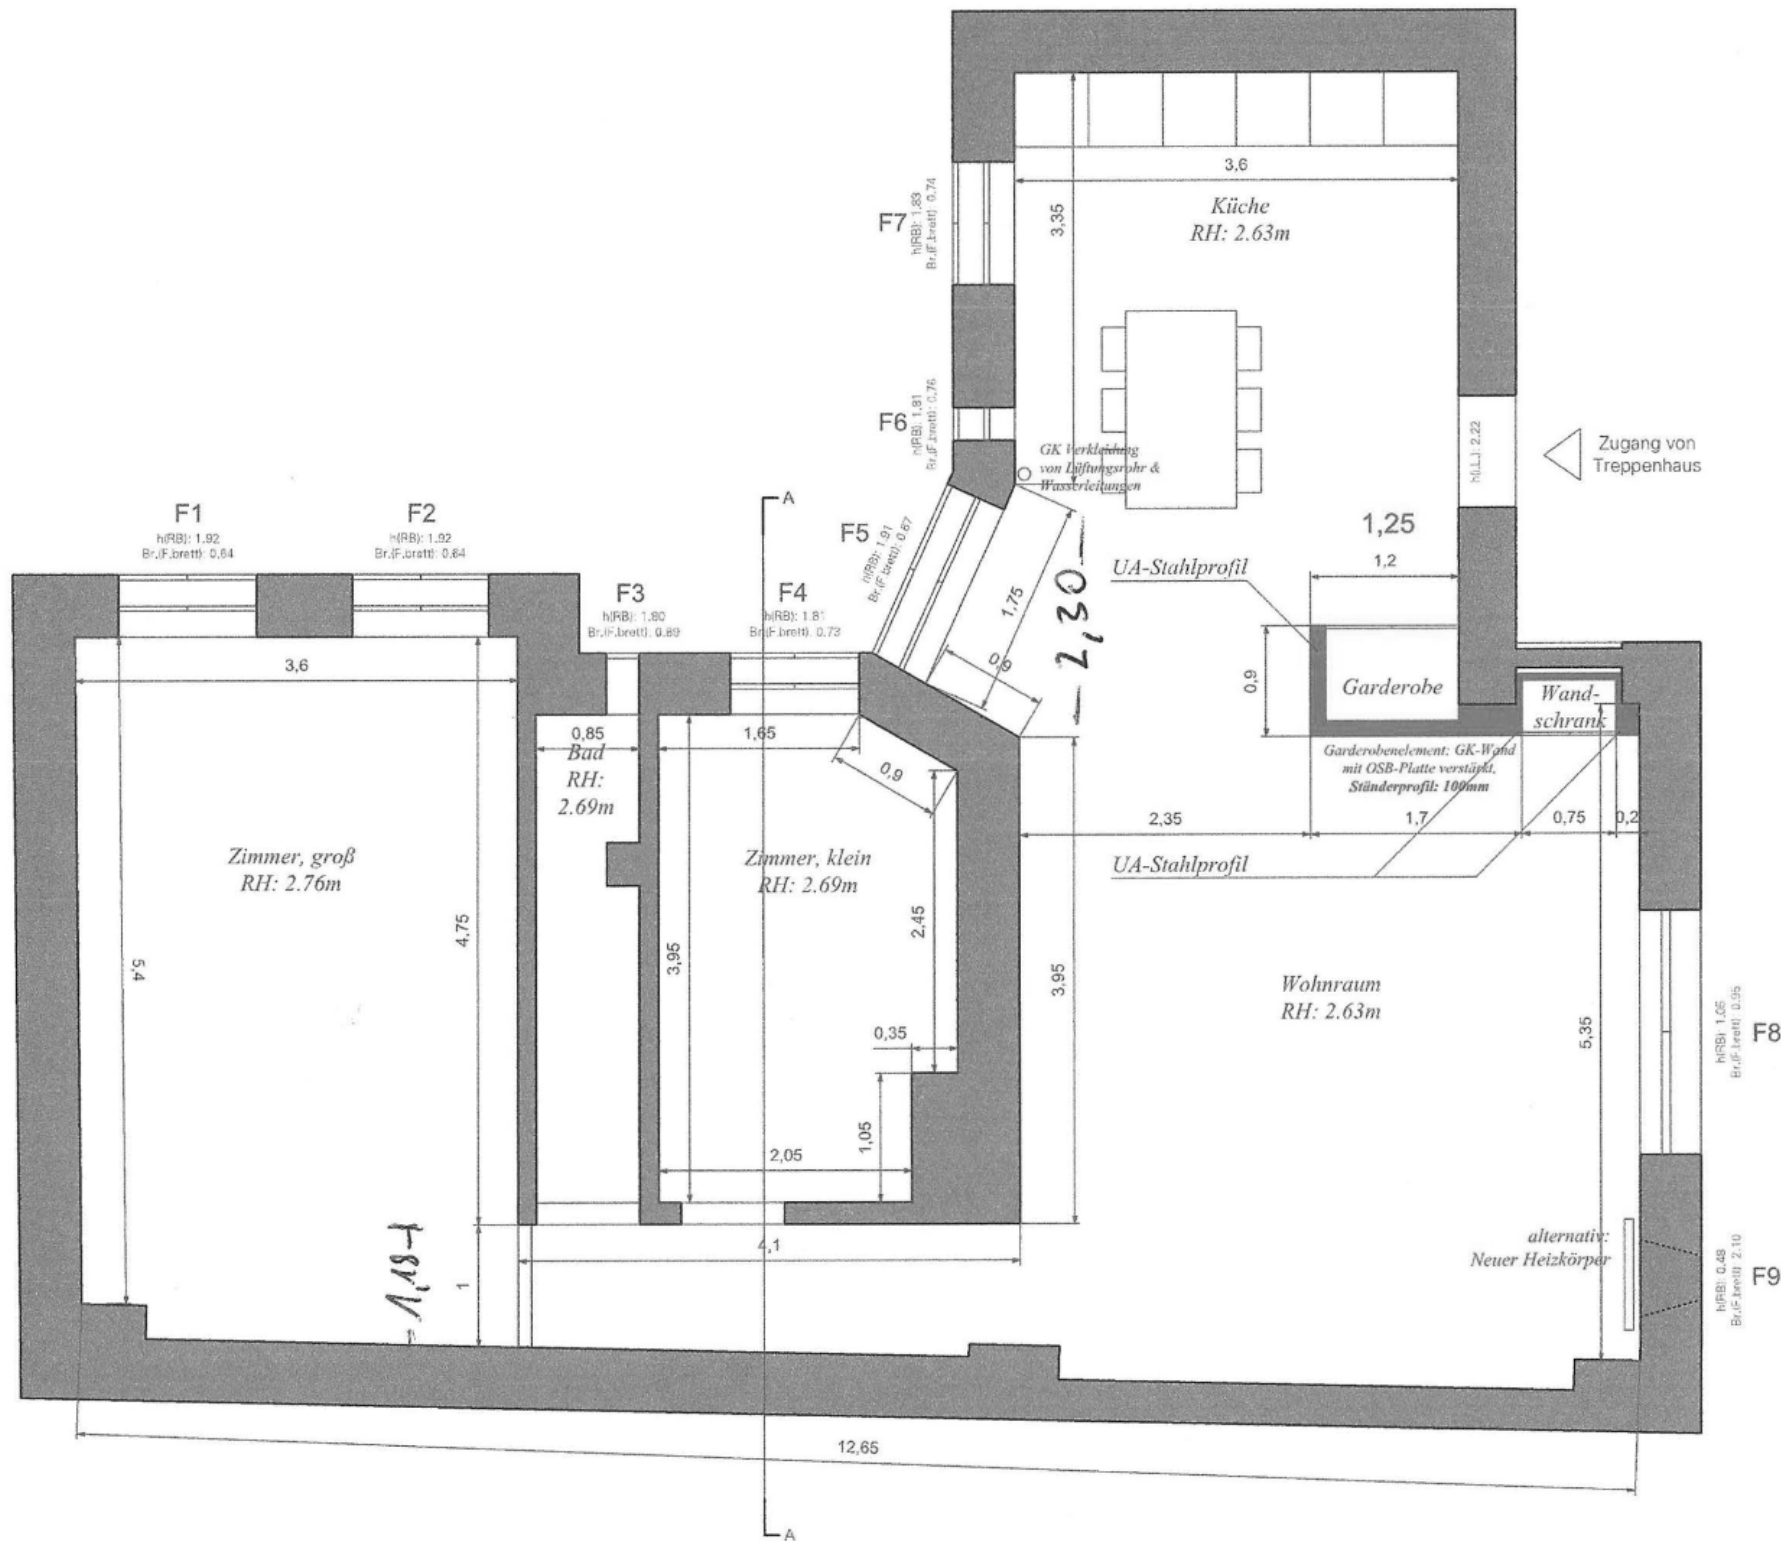 3,6
Küche
RH: 2.63m
3,35
F7
h(RB): 1.83
Br.(F.brett): 0.74
F6
h(RB): 1.81
Br.(F.brett): 0.76
GK Verkleidung
von Lüftungsrohr &
Wasserleitungen
h(i.L.): 2.22
Zugang von
Treppenhaus
A
F1
h(RB): 1.92
Br.(F.brett): 0.64
F2
h(RB): 1.92
Br.(F.brett): 0.64
F3
h(RB): 1.80
Br.(F.brett): 0.89
F4
h(RB): 1.81
Br.(F.brett): 0.73
F5
h(RB): 1.91
Br.(F.brett): 0.67
1,75
0,9
2,30
1,25
1,2
UA-Stahlprofil
0,9
Garderobe
Wand-
schrank
Garderobenelement: GK-Wand
mit OSB-Platte verstärkt,
Ständerprofil: 100mm
3,6
0,85
Bad
RH:
2.69m
1,65
0,9
2,35
1,7
0,75
0,2
UA-Stahlprofil
Zimmer, groß
RH: 2.76m
Zimmer, klein
RH: 2.69m
5,4
4,75
3,95
2,45
3,95
Wohnraum
RH: 2.63m
5,35
h(RB): 1.05
Br.(F.brett): 0.95
F8
0,35
1,05
2,05
4,1
1
alternativ:
Neuer Heizkörper
h(RB): 0.48
Br.(F.brett): 2.10
F9
12,65
A